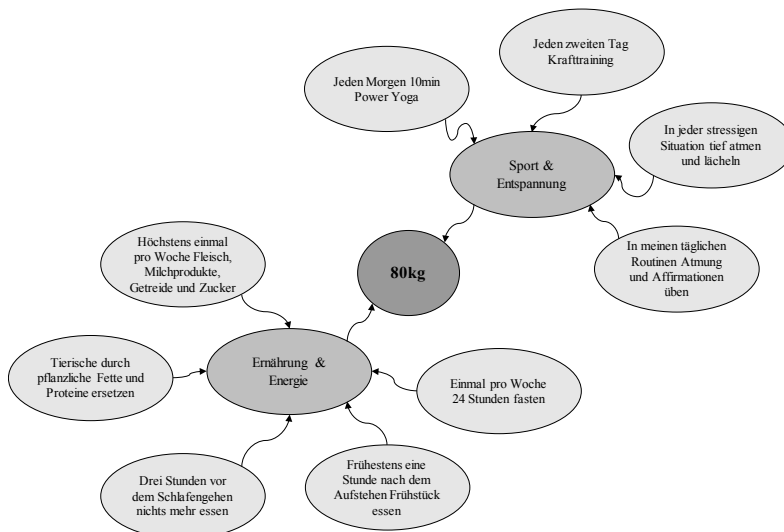 Jeden zweiten Tag
Krafttraining
Jeden Morgen 10min
Power Yoga
In jeder stressigen
Situation tief atmen
und lächeln
Sport &
Entspannung
In meinen täglichen
Routinen Atmung
und Affirmationen
üben
80kg
Höchstens einmal
pro Woche Fleisch,
Milchprodukte,
Getreide und Zucker
Ernährung &
Energie
Tierische durch
pflanzliche Fette und
Proteine ersetzen
Einmal pro Woche
24 Stunden fasten
Drei Stunden vor
dem Schlafengehen
nichts mehr essen
Frühestens eine
Stunde nach dem
Aufstehen Frühstück
essen